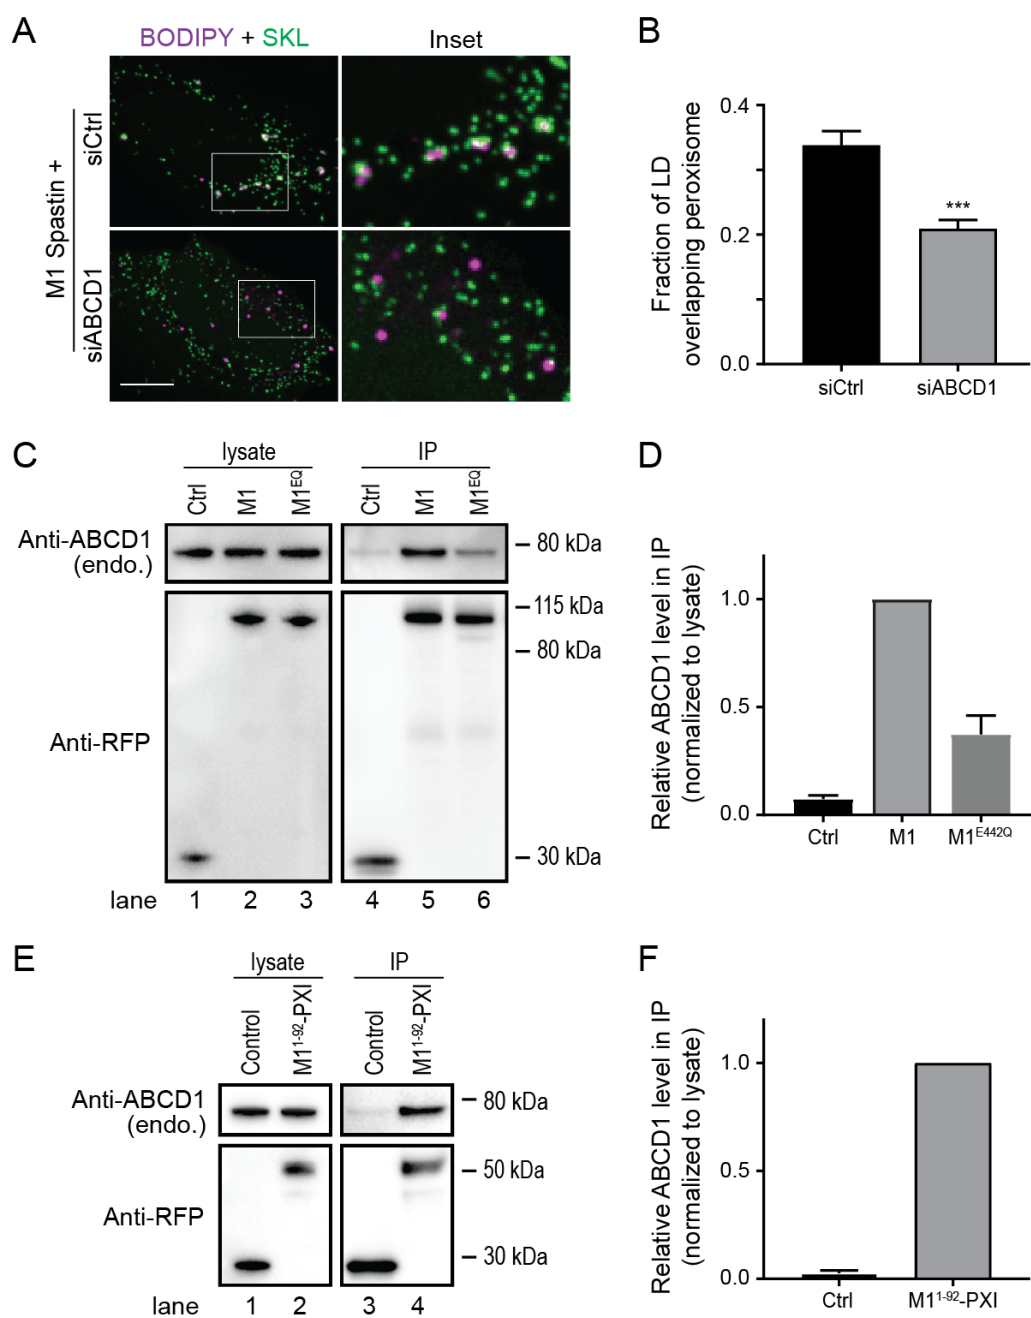 A
BODIPY + SKL
Inset
M1 Spastin +
siCtrl
siABCD1
B
Fraction of LD
overlapping peroxisome
0.4
0.2
0.0
***
siCtrl
siABCD1
C
lysate
IP
Ctrl
M1
M1EQ
Ctrl
M1
M1EQ
Anti-ABCD1
(endo.)
80 kDa
115 kDa
80 kDa
Anti-RFP
30 kDa
lane 1 2 3 4 5 6
D
Relative ABCD1 level in IP
(normalized to lysate)
1.0
0.5
0.0
Ctrl
M1
M1E442Q
E
lysate
IP
Control
M11-92-PXI
Control
M11-92-PXI
Anti-ABCD1
(endo.)
80 kDa
50 kDa
Anti-RFP
30 kDa
lane 1 2 3 4
F
Relative ABCD1 level in IP
(normalized to lysate)
1.0
0.5
0.0
Ctrl
M11-92-PXI